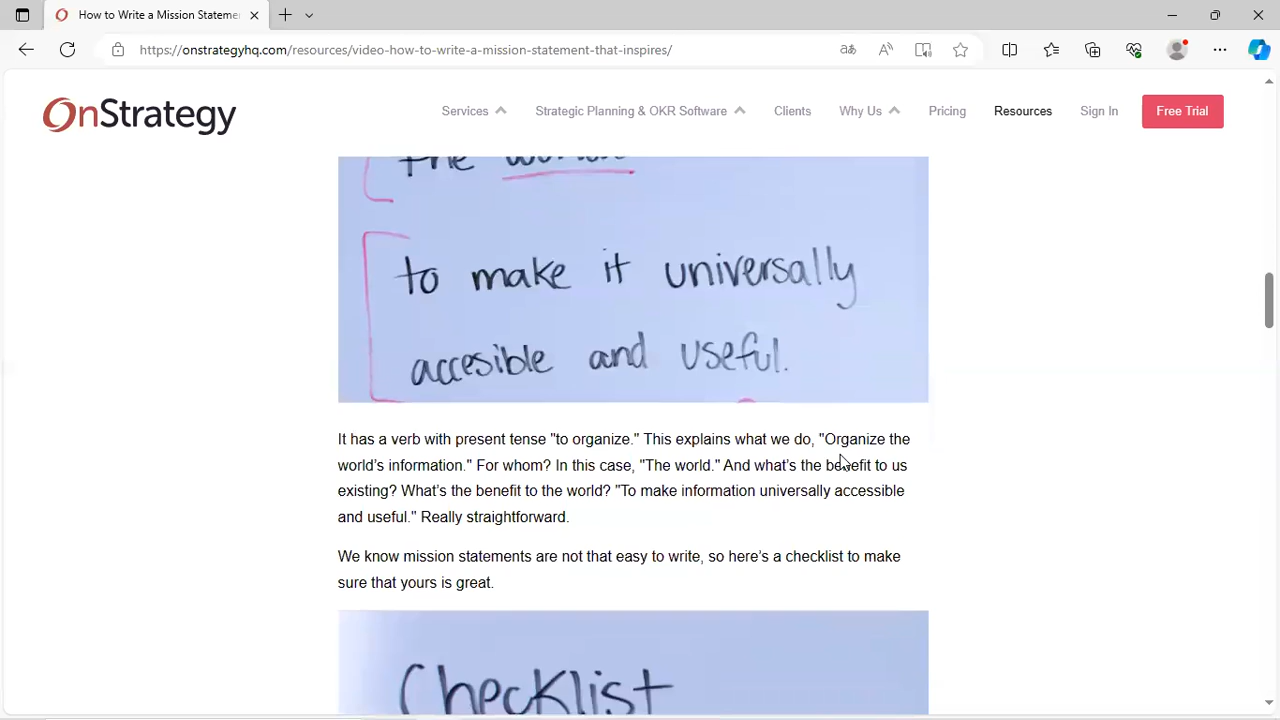 How to Write a Mission Stateme
https://onstrategyhq.com/resources/video-how-to-write-a-mission-statement-that-inspires/
OnStrategy
Services
Strategic Planning & OKR Software
Clients
Why Us
Pricing
Resources
Sign In
Free Trial
the
to make it universally
accesible and useful.
It has a verb with present tense "to organize." This explains what we do, "Organize the
world's information." For whom? In this case, "The world." And what's the benefit to us
existing? What's the benefit to the world? "To make information universally accessible
and useful." Really straightforward.
We know mission statements are not that easy to write, so here's a checklist to make
sure that yours is great.
Checklist